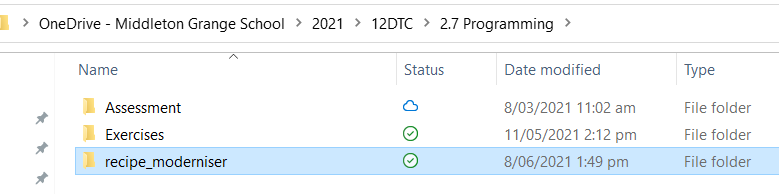 OneDrive - Middleton Grange School > 2021 > 12DTC > 2.7 Programming >
Name Status Date modified Type
Assessment 8/03/2021 11:02 am File folder
Exercises 11/05/2021 2:12 pm File folder
recipe_moderniser 8/06/2021 1:49 pm File folder